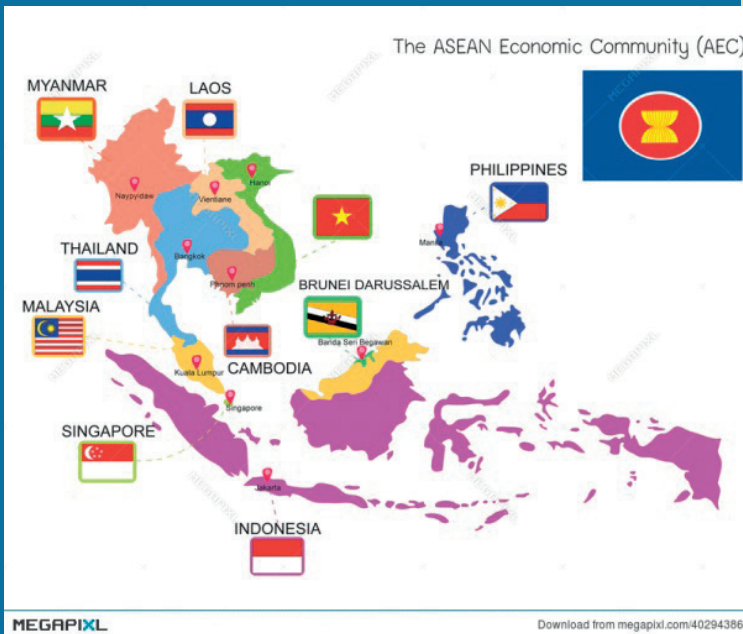 The ASEAN Economic Community (AEC)
MYANMAR
LAOS
PHILIPPINES
Hanoi
Naypyidaw
Vientiane
THAILAND
Bangkok
Manila
Phnom penh
BRUNEI DARUSSALEM
MALAYSIA
Banda Seri Begawan
Kuala Lumpur
CAMBODIA
Singapore
SINGAPORE
Jakarta
INDONESIA
MEGAPIXL
Download from megapixl.com/40294386